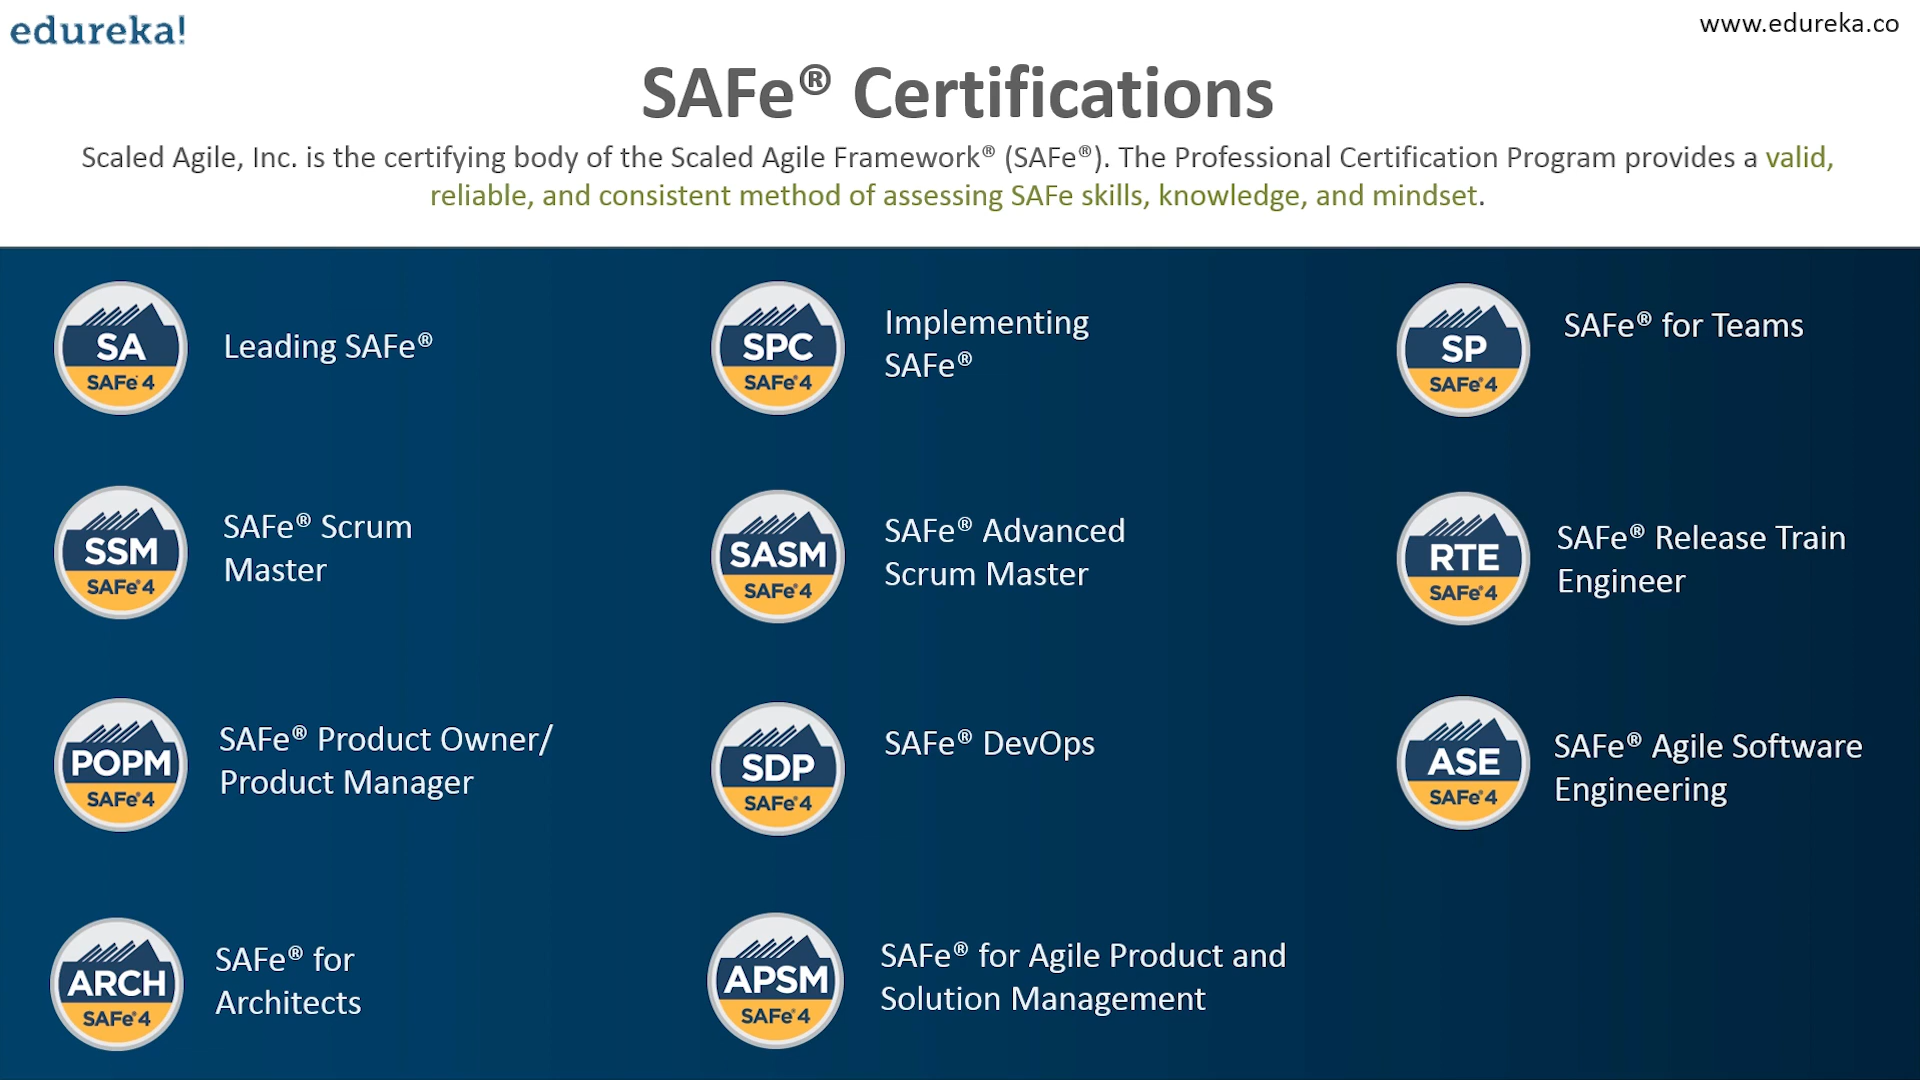 edureka!
www.edureka.co
SAFe® Certifications
Scaled Agile, Inc. is the certifying body of the Scaled Agile Framework® (SAFe®). The Professional Certification Program provides a valid,
reliable, and consistent method of assessing SAFe skills, knowledge, and mindset.
SA
SAFe 4
Leading SAFe®
SPC
SAFe® 4
Implementing
SAFe®
SP
SAFe® 4
SAFe® for Teams
SSM
SAFe® 4
SAFe® Scrum
Master
SASM
SAFe® 4
SAFe® Advanced
Scrum Master
RTE
SAFe® 4
SAFe® Release Train
Engineer
POPM
SAFe® 4
SAFe® Product Owner/
Product Manager
SDP
SAFe® 4
SAFe® DevOps
ASE
SAFe® 4
SAFe® Agile Software
Engineering
ARCH
SAFe® 4
SAFe® for
Architects
APSM
SAFe® 4
SAFe® for Agile Product and
Solution Management